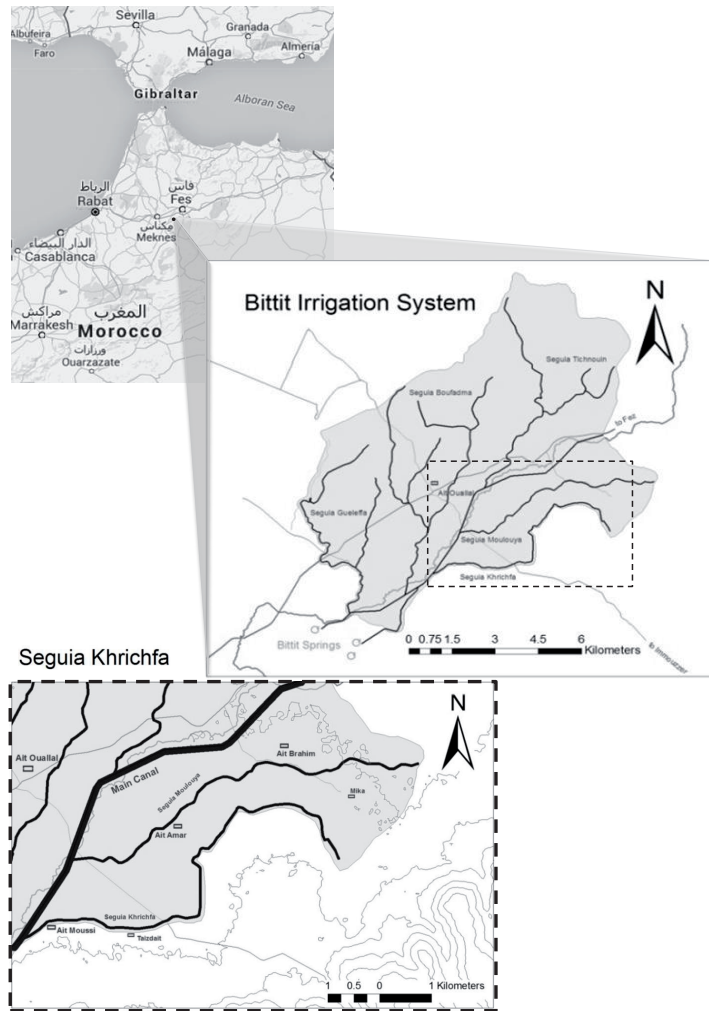 Sevilla
Granada
Albufeira
Faro
Málaga
Almería
Gibraltar
Alboran Sea
الرباط
Rabat
فاس
Fes
مكناس
Meknes
الدار البيضاء
Casablanca
مراكش
Marrakesh
المغرب
Morocco
ورزازات
Ouarzazate
Bittit Irrigation System
N
Seguia Tichnouin
Seguia Boufadma
to Fez
Ait Ouallal
Seguia Gueleffa
Seguia Moulouya
Seguia Khrichfa
Bittit Springs
0 0.75 1.5 3 4.5 6
Kilometers
to Immouzzer
Seguia Khrichfa
N
Ait Ouallal
Ait Brahim
Main Canal
Seguia Moulouya
Mika
Ait Amar
Seguia Khrichfa
Ait Moussi
Taizdait
1 0.5 0 1 Kilometers